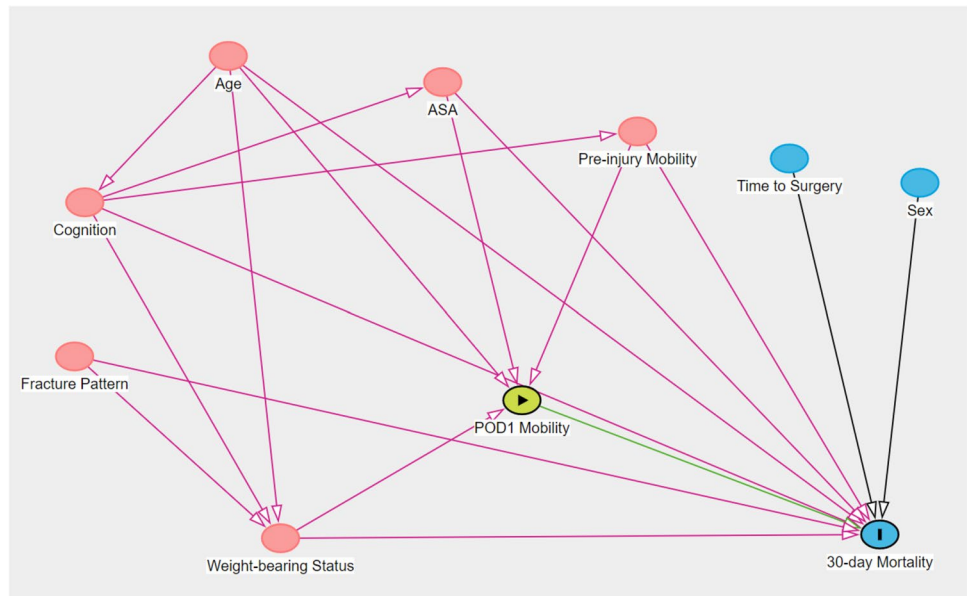 Age
ASA
Pre-injury Mobility
Time to Surgery
Sex
Cognition
Fracture Pattern
POD1 Mobility
Weight-bearing Status
30-day Mortality